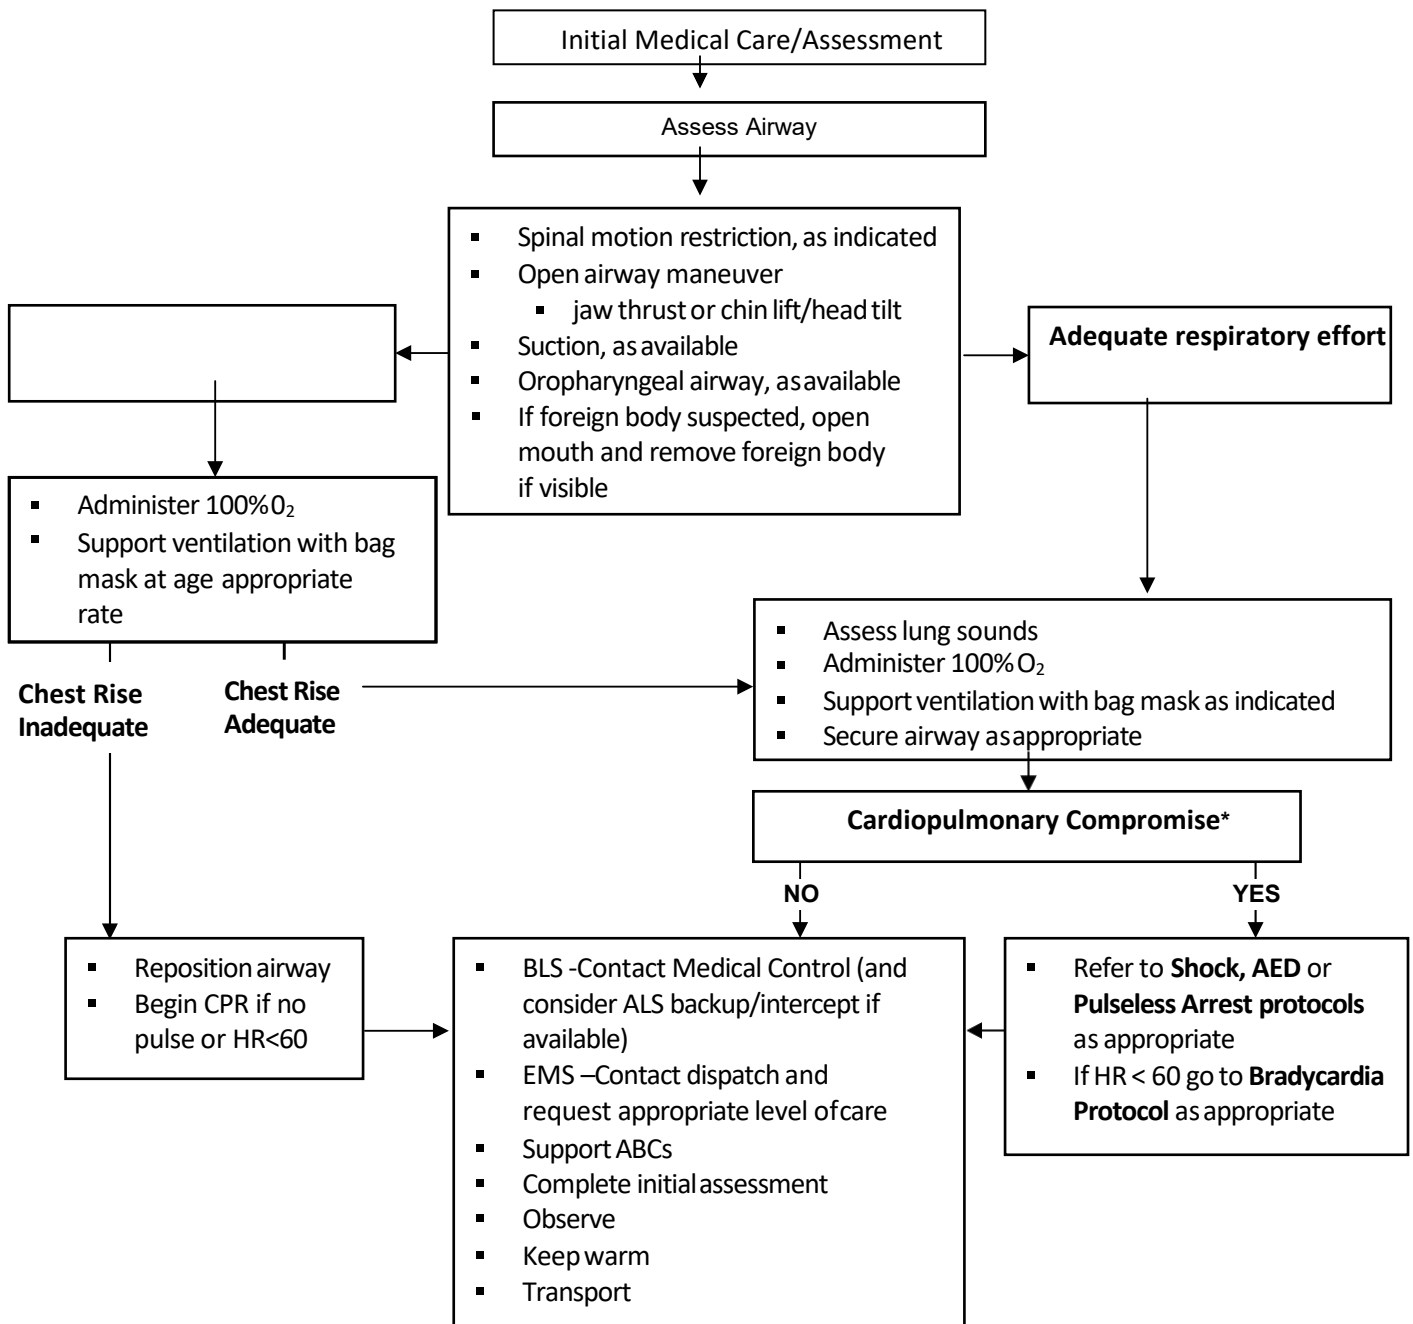 Initial Medical Care/Assessment
Assess Airway
▪ Spinal motion restriction, as indicated
▪ Open airway maneuver
▪ jaw thrust or chin lift/head tilt
▪ Suction, as available
▪ Oropharyngeal airway, as available
▪ If foreign body suspected, open
mouth and remove foreign body
if visible
Adequate respiratory effort
▪ Administer 100% 0₂
▪ Support ventilation with bag
mask at age appropriate
rate
Chest Rise
Inadequate
Chest Rise
Adequate
▪ Assess lung sounds
▪ Administer 100% O₂
▪ Support ventilation with bag mask as indicated
▪ Secure airway as appropriate
Cardiopulmonary Compromise*
NO
YES
▪ Reposition airway
▪ Begin CPR if no
pulse or HR<60
▪ BLS -Contact Medical Control (and
consider ALS backup/intercept if
available)
▪ EMS –Contact dispatch and
request appropriate level of care
▪ Support ABCs
▪ Complete initial assessment
▪ Observe
▪ Keep warm
▪ Transport
▪ Refer to Shock, AED or
Pulseless Arrest protocols
as appropriate
▪ If HR < 60 go to Bradycardia
Protocol as appropriate